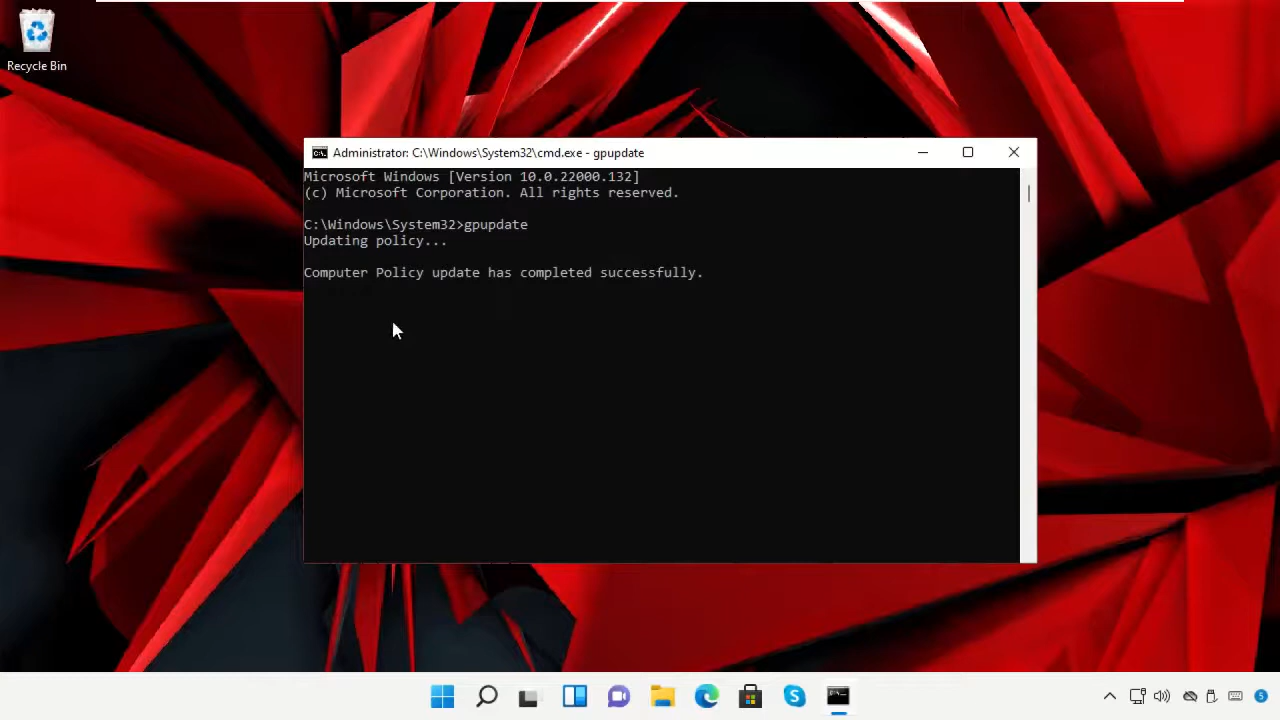 Recycle Bin
Administrator: C:\Windows\System32\cmd.exe - gpupdate
Microsoft Windows [Version 10.0.22000.132]
(c) Microsoft Corporation. All rights reserved.
C:\Windows\System32>gpupdate
Updating policy...
Computer Policy update has completed successfully.
5